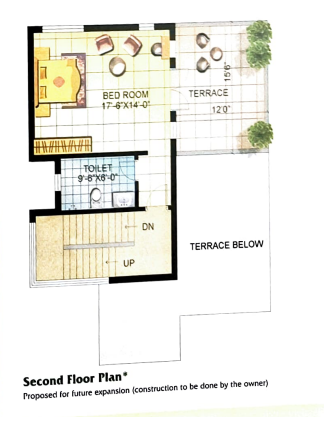 BED ROOM
17'-6"X14'-0"
15'6"
TERRACE
12'0"
TOILET
9'-6"X6'-0"
DN
UP
TERRACE BELOW
Second Floor Plan*
Proposed for future expansion (construction to be done by the owner)